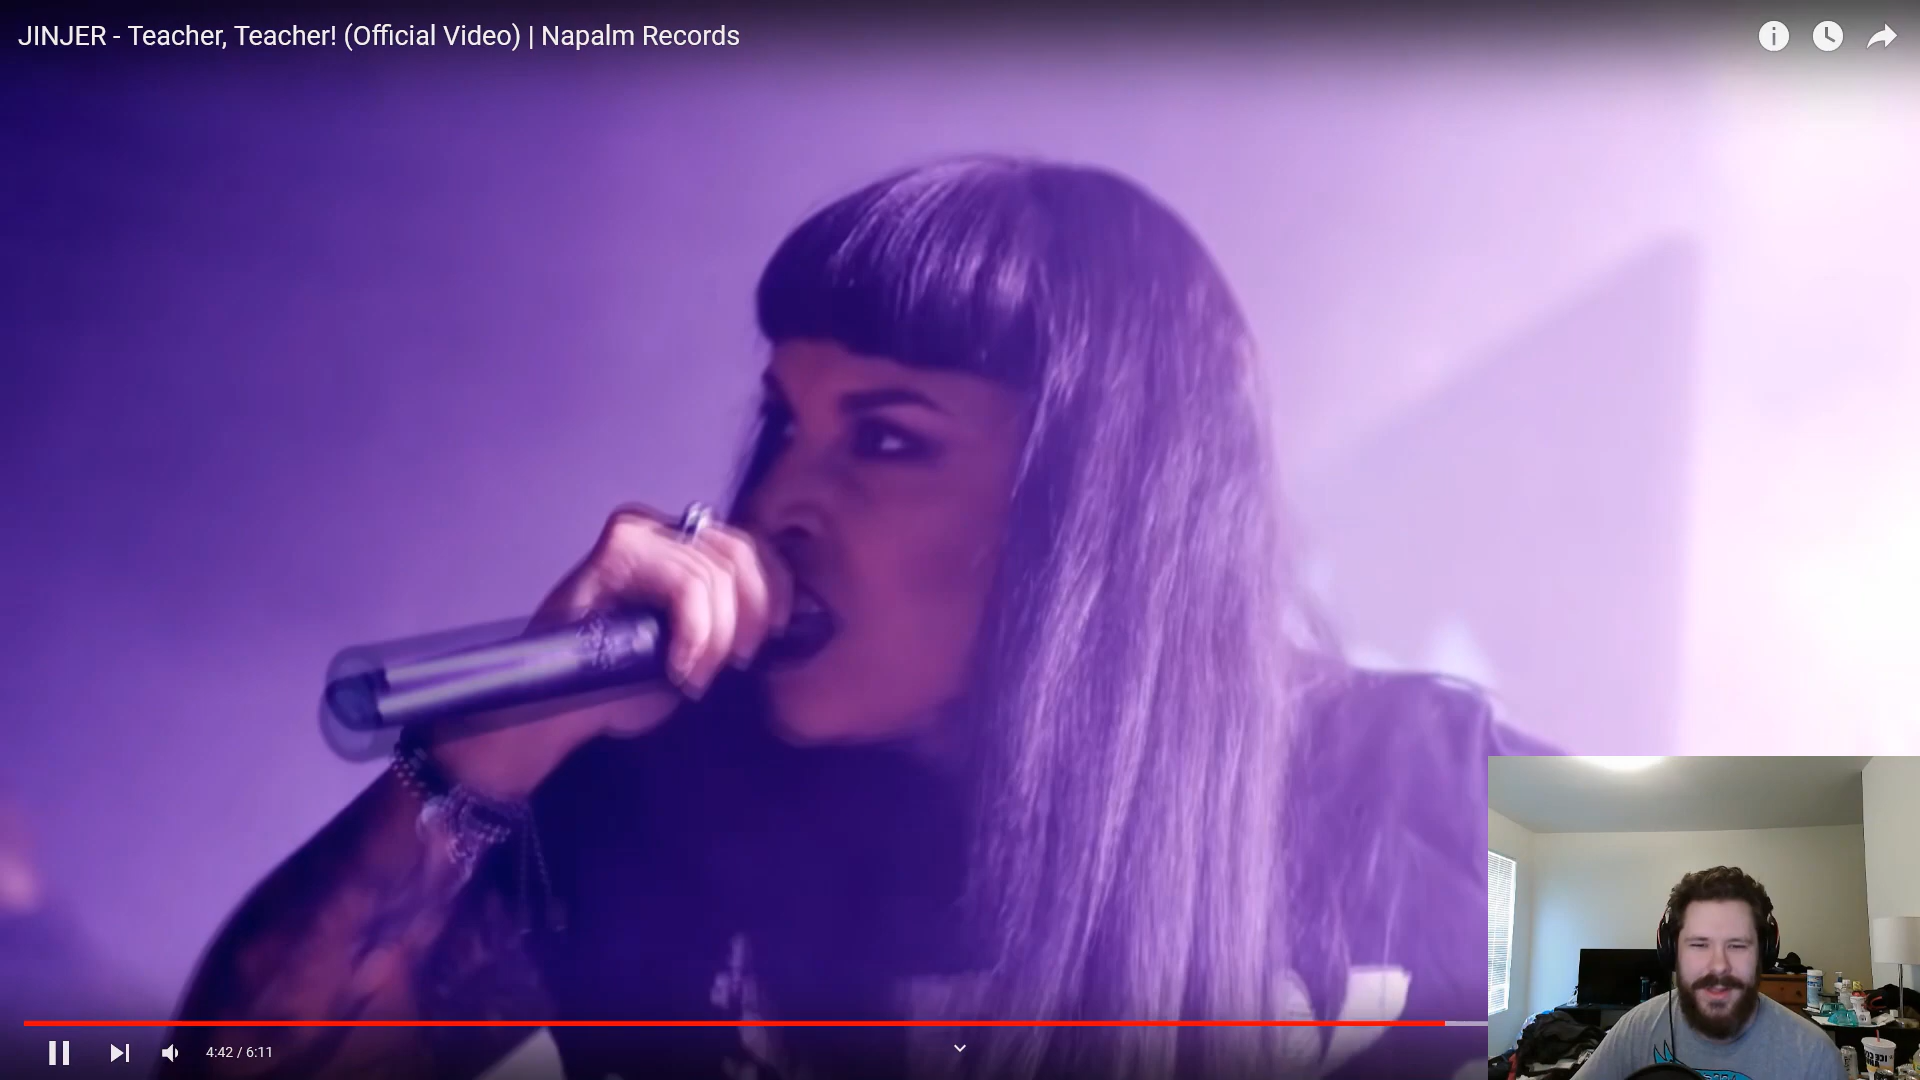 JINJER - Teacher, Teacher! (Official Video) | Napalm Records
4:42 / 6:11